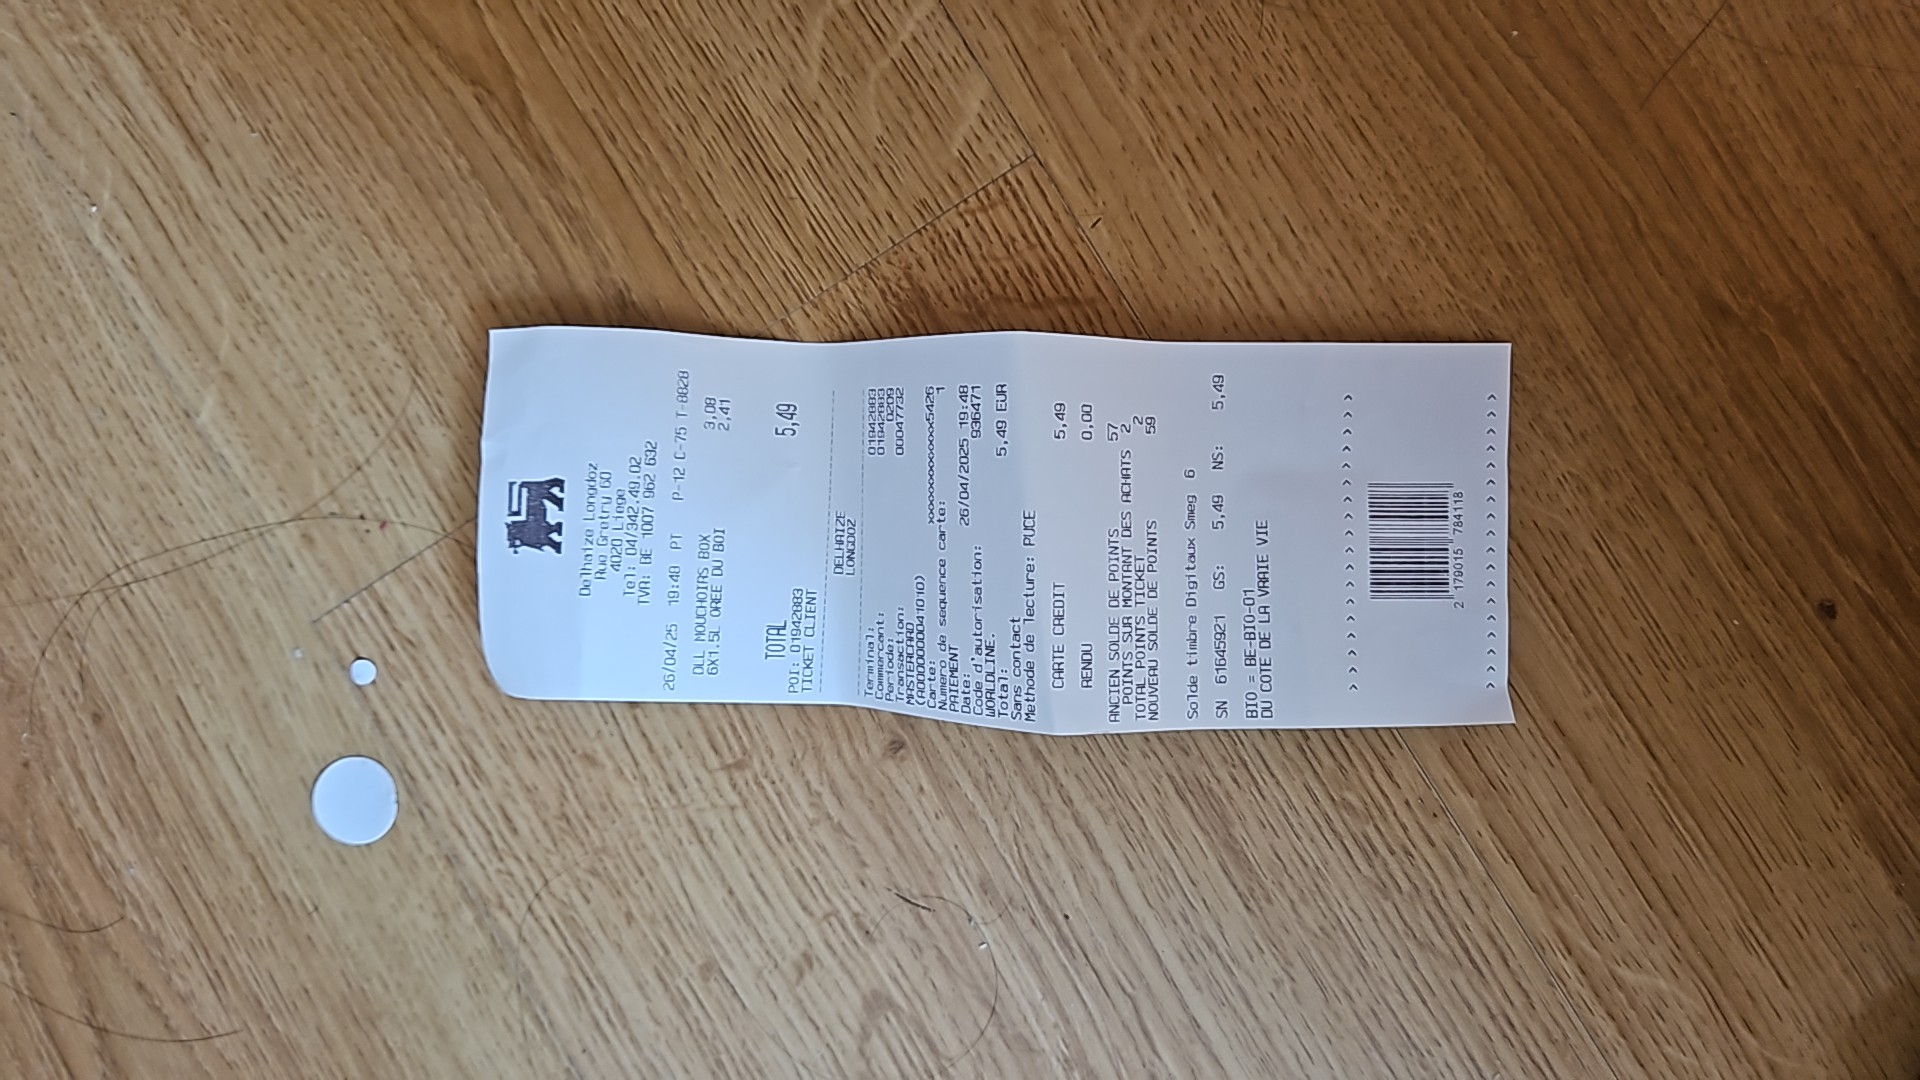 Delhaize Longdoz
Rue Gretry 60
4020 Liege
Tel: 04/342.49.02
TVA: BE 1007 962 632
26/04/25 19:48 PT P-12 C-75 T-8828
DLL MOUCHOIRS BOX 3,08
6X1.5L OREE DU BOI 2,41
TOTAL 5,49
POI: 01942883
TICKET CLIENT
DELHAIZE
LONGDOZ
Terminal: 01942883
Commercant: 01942883
Periode: 0209
Transaction: 00047732
MASTERCARD
(A0000000041010)
Carte: xxxxxxxxxxxx5426
Numero de sequence carte: 1
PAIEMENT
Date: 26/04/2025 19:48
Code d'autorisation: 936471
WORLDLINE.
Total: 5,49 EUR
Sans contact
Methode de lecture: PUCE
CARTE CREDIT 5,49
RENDU 0,00
ANCIEN SOLDE DE POINTS 57
POINTS SUR MONTANT DES ACHATS 2
TOTAL POINTS TICKET 2
NOUVEAU SOLDE DE POINTS 59
Solde timbre Digitaux Smeg 6
SN 61645921 GS: 5,49 NS: 5,49
BIO = BE-BIO-01
DU COTE DE LA VRAIE VIE
2 179015 784118